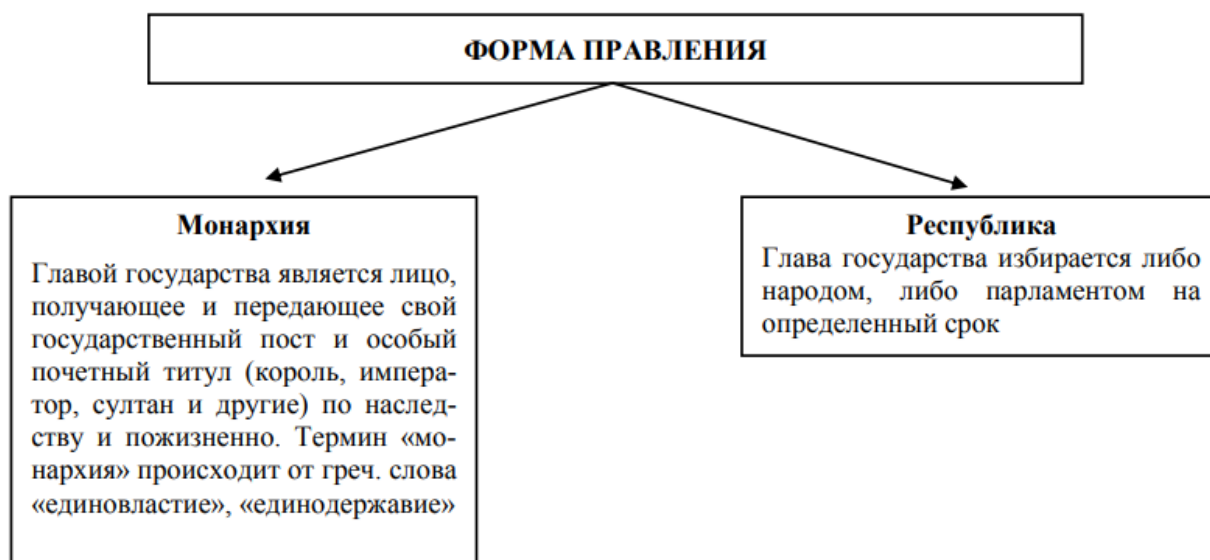 ФОРМА ПРАВЛЕНИЯ
Монархия
Главой государства является лицо,
получающее и передающее свой
государственный пост и особый
почетный титул (король, импера-
тор, султан и другие) по наслед-
ству и пожизненно. Термин «мо-
нархия» происходит от греч. слова
«единовластие», «единодержавие»
Республика
Глава государства избирается либо
народом, либо парламентом на
определенный срок